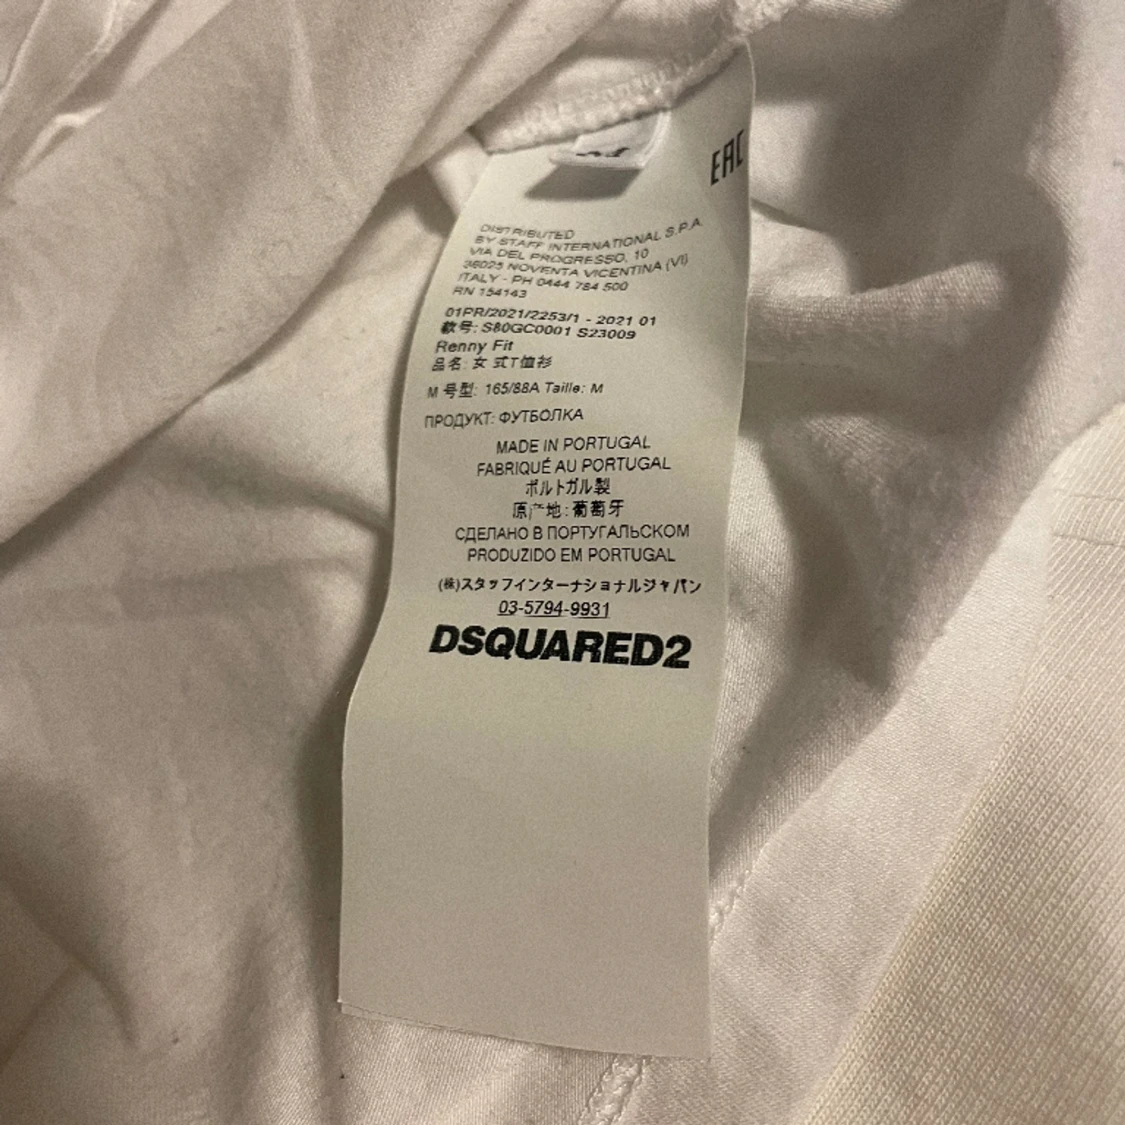 EAC
DISTRIBUTED
BY STAFF INTERNATIONAL S.P.A.
VIA DEL PROGRESSO, 10
36025 NOVENTA VICENTINA (VI)
ITALY - PH 0444 784 500
RN 154143
01PR/2021/2253/1 - 2021 01
款号: S80GC0001 S23009
Renny Fit
品名: 女 式T恤衫
M 号型: 165/88A Taille: M
ПРОДУКТ: ФУТБОЛКА
MADE IN PORTUGAL
FABRIQUÉ AU PORTUGAL
ポルトガル製
原产地: 葡萄牙
СДЕЛАНО В ПОРТУГАЛЬСКОМ
PRODUZIDO EM PORTUGAL
(株)スタッフインターナショナルジャパン
03-5794-9931
DSQUARED2